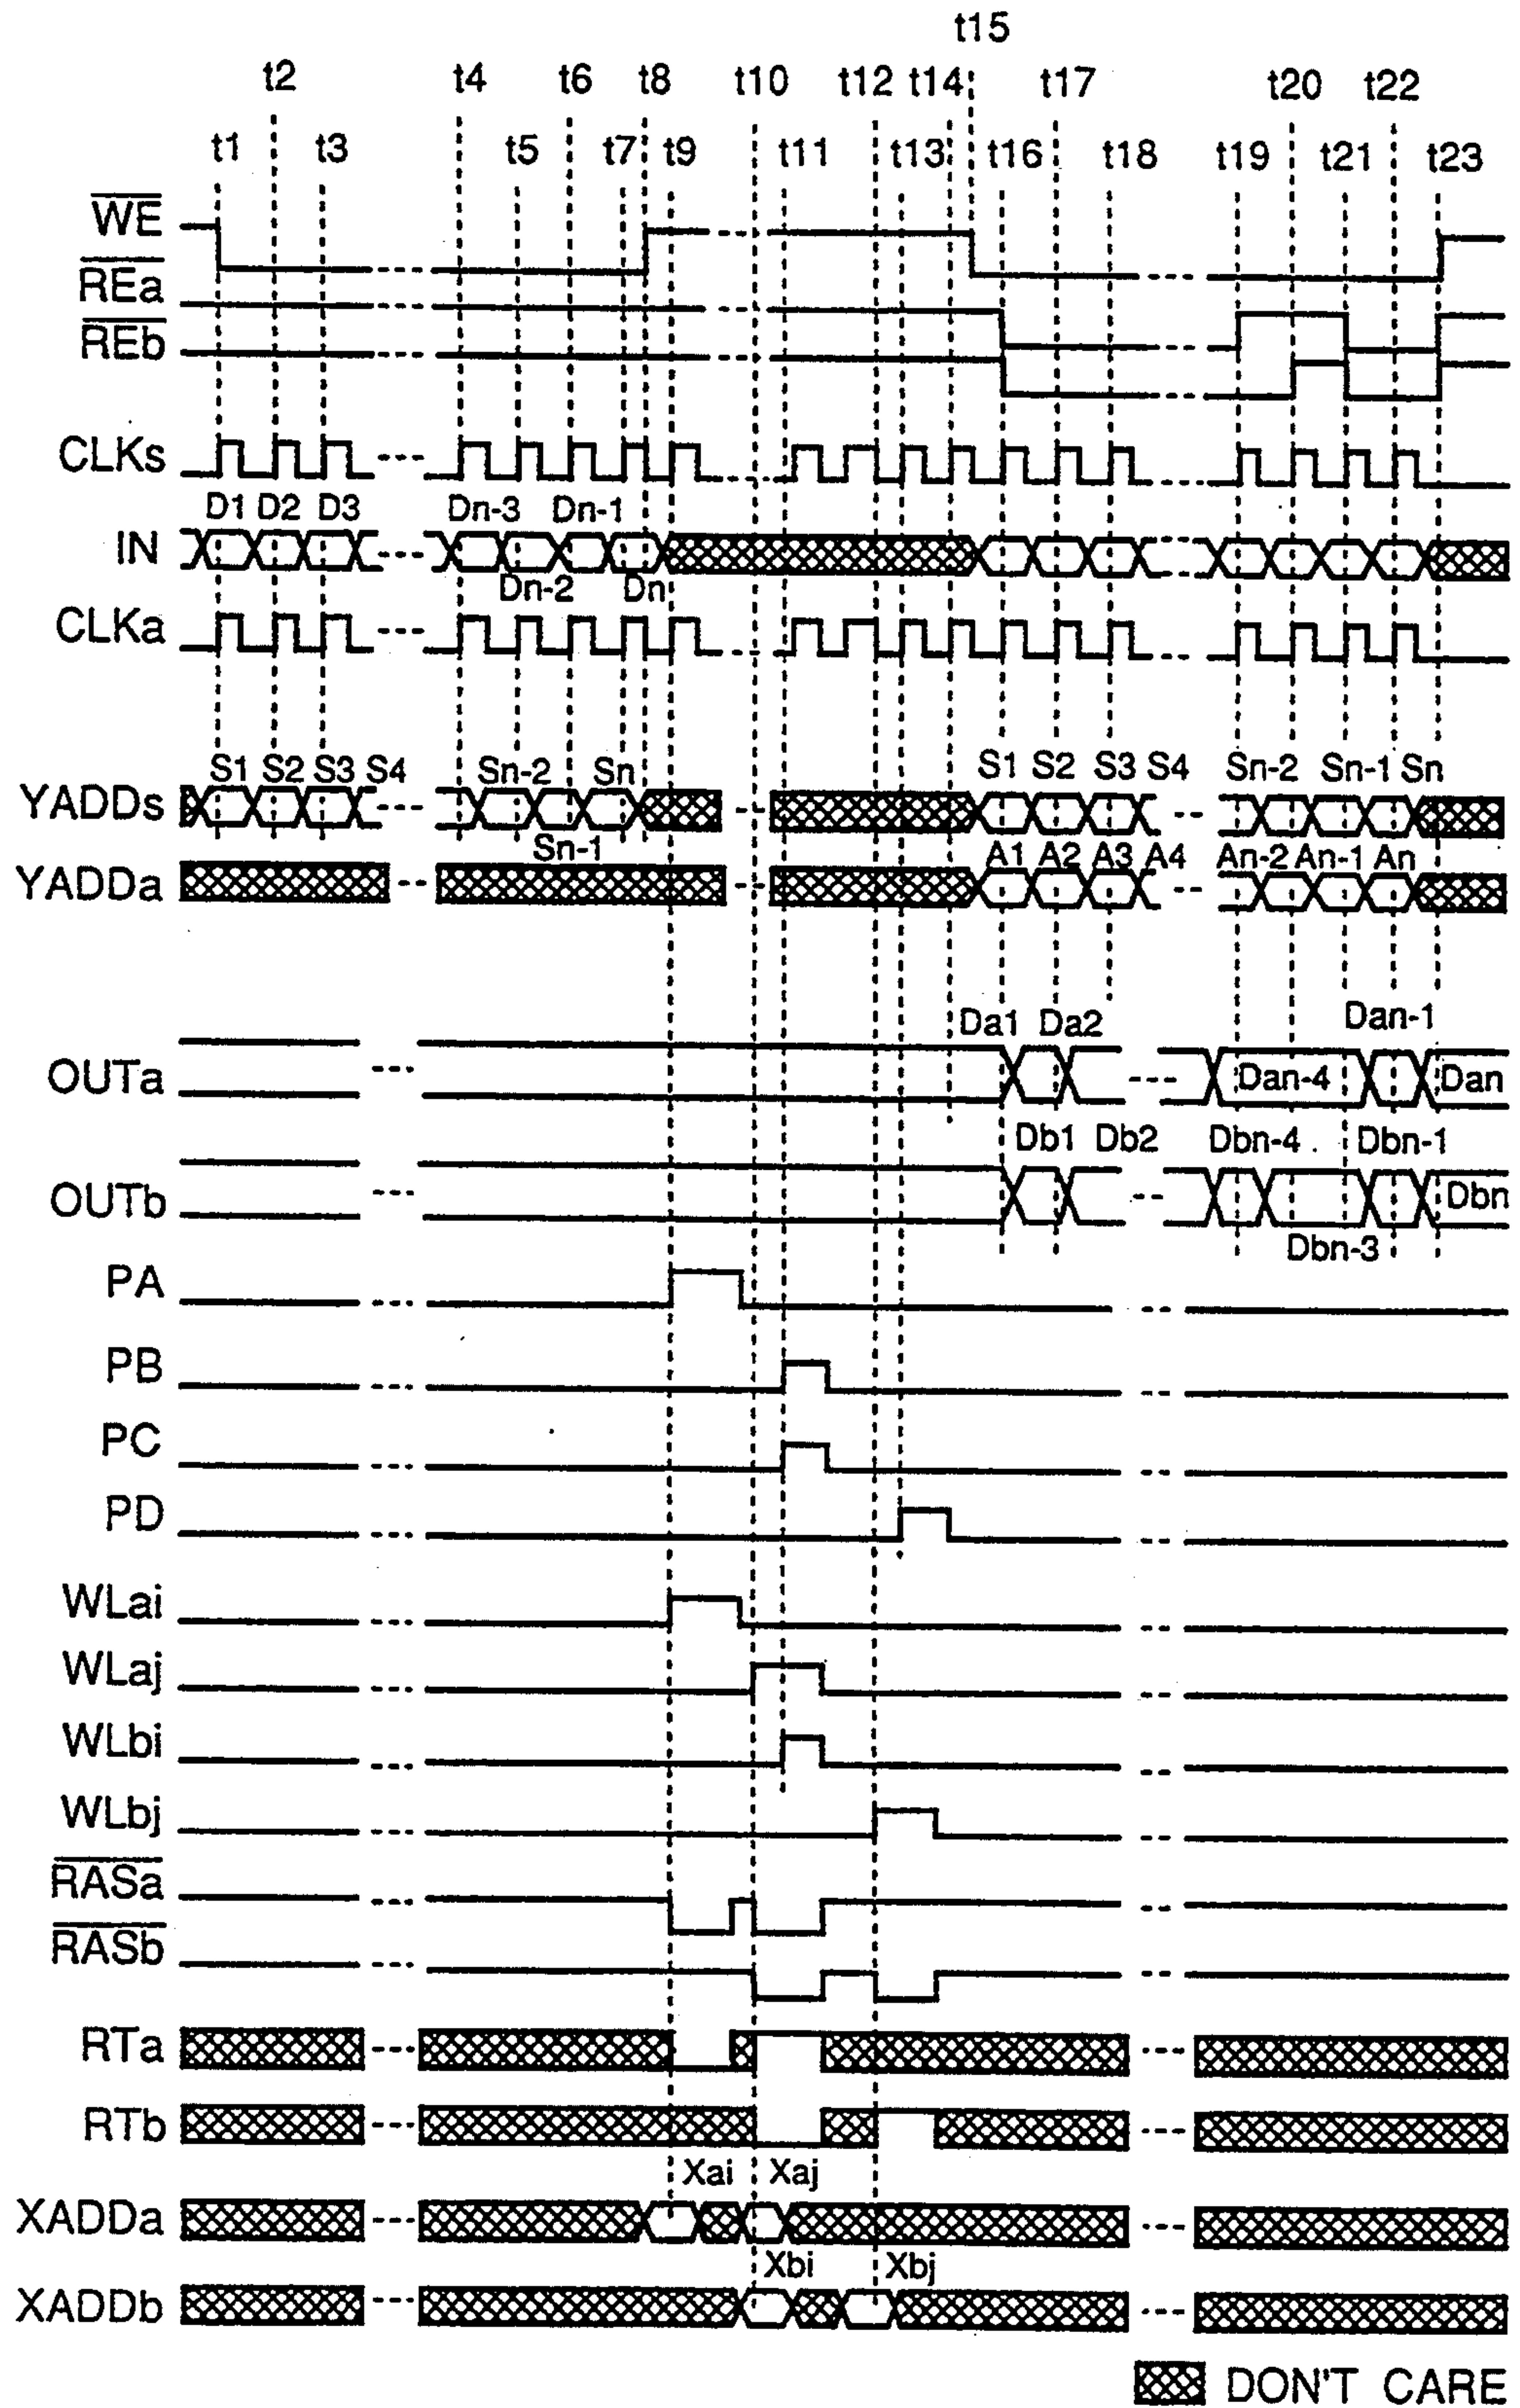 t15
t2 t4 t6 t8 t10 t12 t14 t17 t20 t22
t1 t3 t5 t7 t9 t11 t13 t16 t18 t19 t21 t23
WE
REa
REb
CLKs
D1 D2 D3 Dn-3 Dn-1
IN
Dn-2 Dn
CLKa
S1 S2 S3 S4 Sn-2 Sn S1 S2 S3 S4 Sn-2 Sn-1 Sn
YADDs
Sn-1 A1 A2 A3 A4 An-2 An-1 An
YADDa
Da1 Da2 Dan-1
OUTa Dan-4 Dan
Db1 Db2 Dbn-4 Dbn-1
OUTb Dbn
Dbn-3
PA
PB
PC
PD
WLai
WLaj
WLbi
WLbj
RASa
RASb
RTa
RTb
Xai Xaj
XADDa
Xbi Xbj
XADDb
DON'T CARE